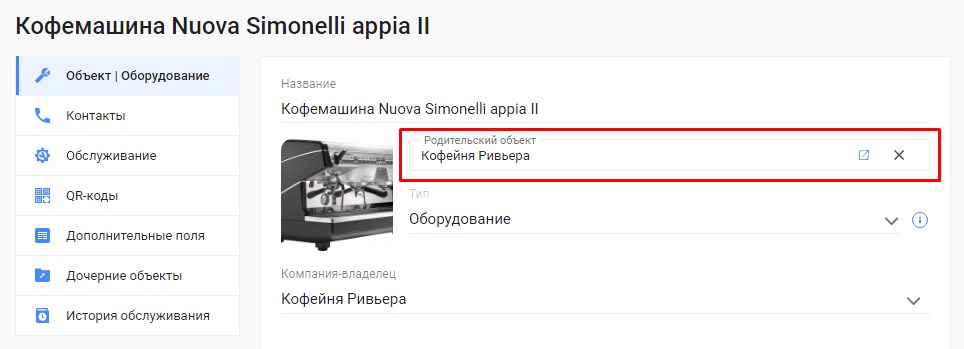 Кофемашина Nuova Simonelli appia II
Объект | Оборудование
Контакты
Обслуживание
QR-коды
Дополнительные поля
Дочерние объекты
История обслуживания
Название
Кофемашина Nuova Simonelli appia II
Родительский объект
Кофейня Ривьера
Тип
Оборудование
Компания-владелец
Кофейня Ривьера